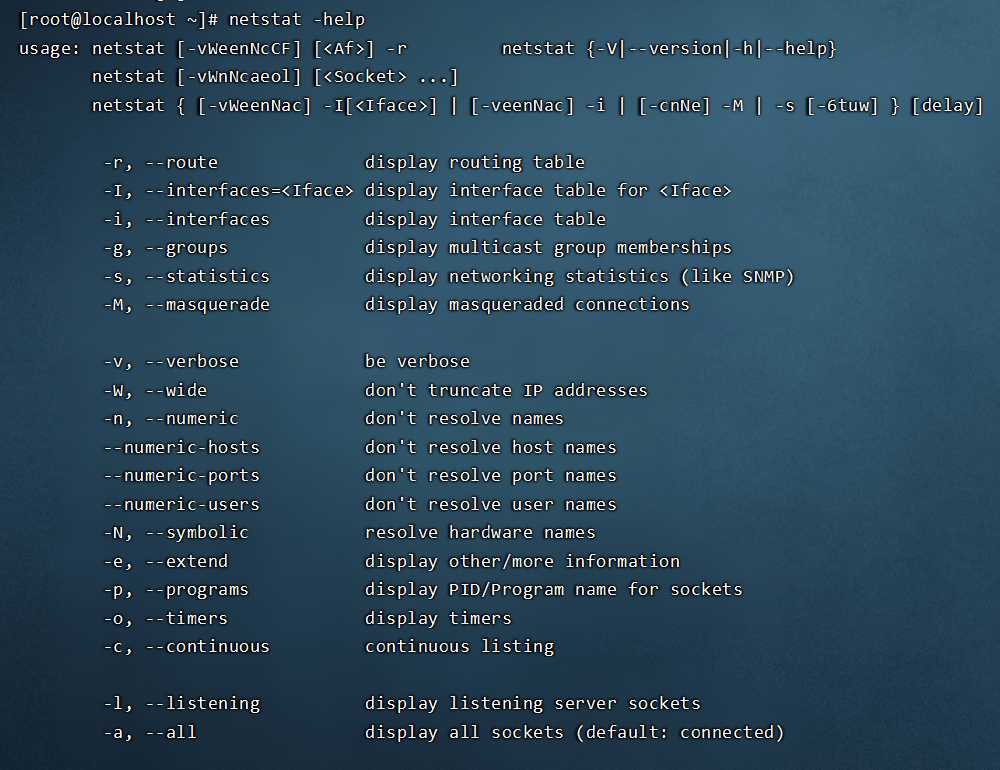 [root@localhost ~]# netstat -help
usage: netstat [-vWeenNcCF] [<Af>] -r         netstat {-V|--version|-h|--help}
       netstat [-vWnNcaeol] [<Socket> ...]
       netstat { [-vWeenNac] -I[<Iface>] | [-veenNac] -i | [-cnNe] -M | -s [-6tuw] } [delay]

        -r, --route              display routing table
        -I, --interfaces=<Iface> display interface table for <Iface>
        -i, --interfaces         display interface table
        -g, --groups             display multicast group memberships
        -s, --statistics         display networking statistics (like SNMP)
        -M, --masquerade         display masqueraded connections

        -v, --verbose            be verbose
        -W, --wide               don't truncate IP addresses
        -n, --numeric            don't resolve names
        --numeric-hosts          don't resolve host names
        --numeric-ports          don't resolve port names
        --numeric-users          don't resolve user names
        -N, --symbolic           resolve hardware names
        -e, --extend             display other/more information
        -p, --programs           display PID/Program name for sockets
        -o, --timers             display timers
        -c, --continuous         continuous listing

        -l, --listening          display listening server sockets
        -a, --all                display all sockets (default: connected)